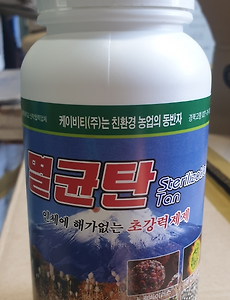 케이비티(주)는 친환경 농업의 동반자
멸균탄
Sterilized
Tan
인체에 해가없는 초강력 제제